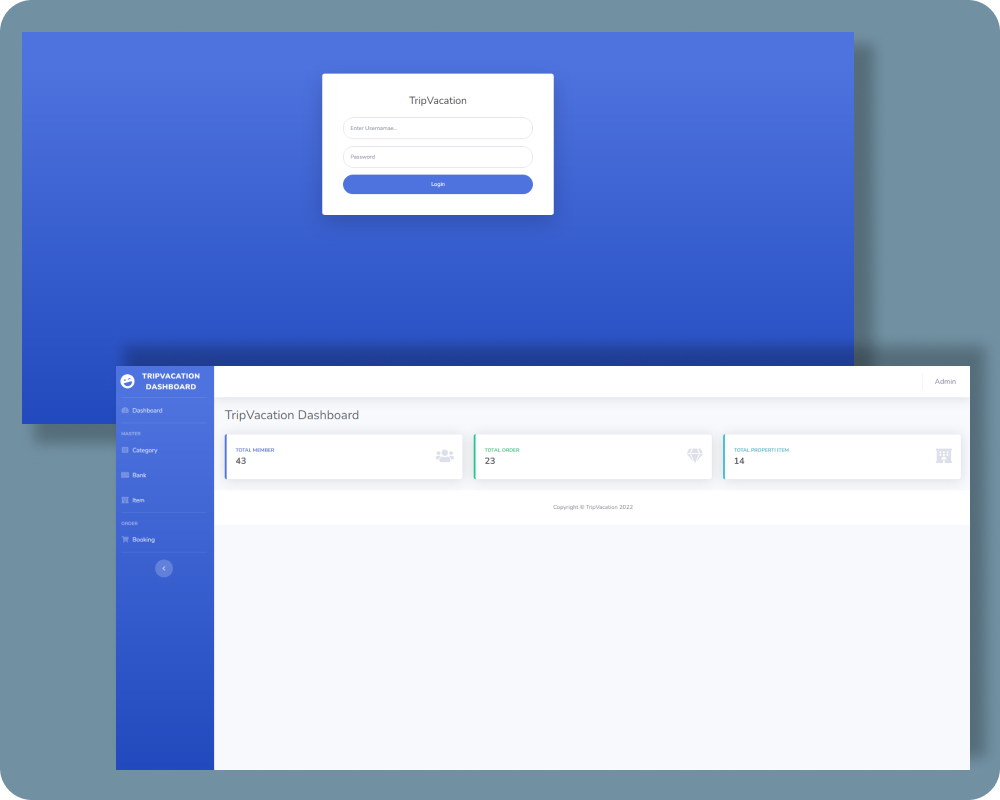 TripVacation
Enter Username...
Password
Login
TRIPVACATION
DASHBOARD
Dashboard
MASTER
Category
Bank
Item
ORDER
Booking
Admin
TripVacation Dashboard
TOTAL MEMBER
43
TOTAL ORDER
23
TOTAL PROPERTI ITEM
14
Copyright © TripVacation 2022